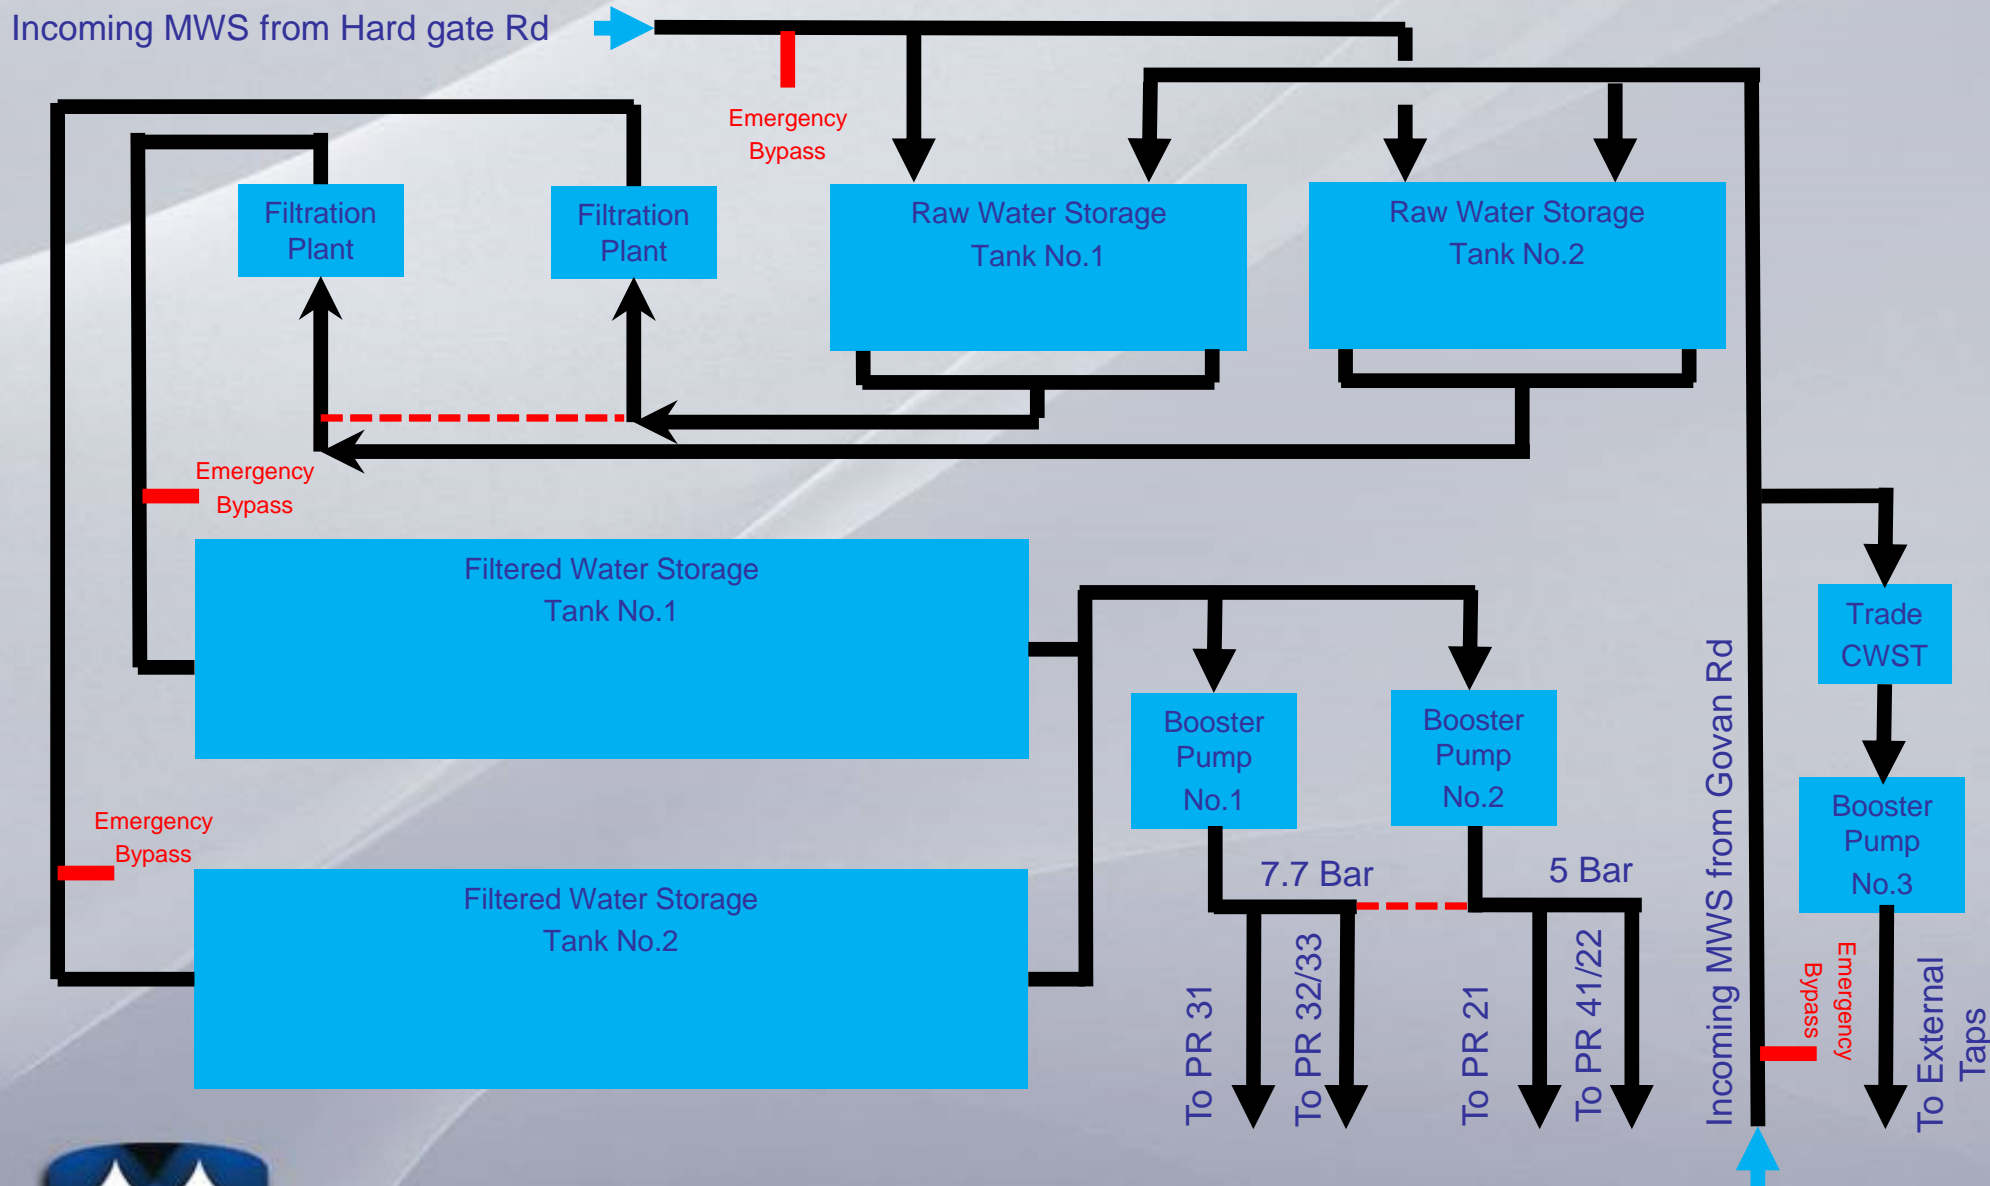 Incoming MWS from Hard gate Rd
Emergency
Bypass
Filtration
Plant
Filtration
Plant
Raw Water Storage
Tank No.1
Raw Water Storage
Tank No.2
Emergency
Bypass
Filtered Water Storage
Tank No.1
Trade
CWST
Booster
Pump
No.1
Booster
Pump
No.2
Booster
Pump
No.3
Emergency
Bypass
Filtered Water Storage
Tank No.2
7.7 Bar
5 Bar
To PR 31
To PR 32/33
To PR 21
To PR 41/22
Incoming MWS from Govan Rd
Emergency
Bypass
To External
Taps